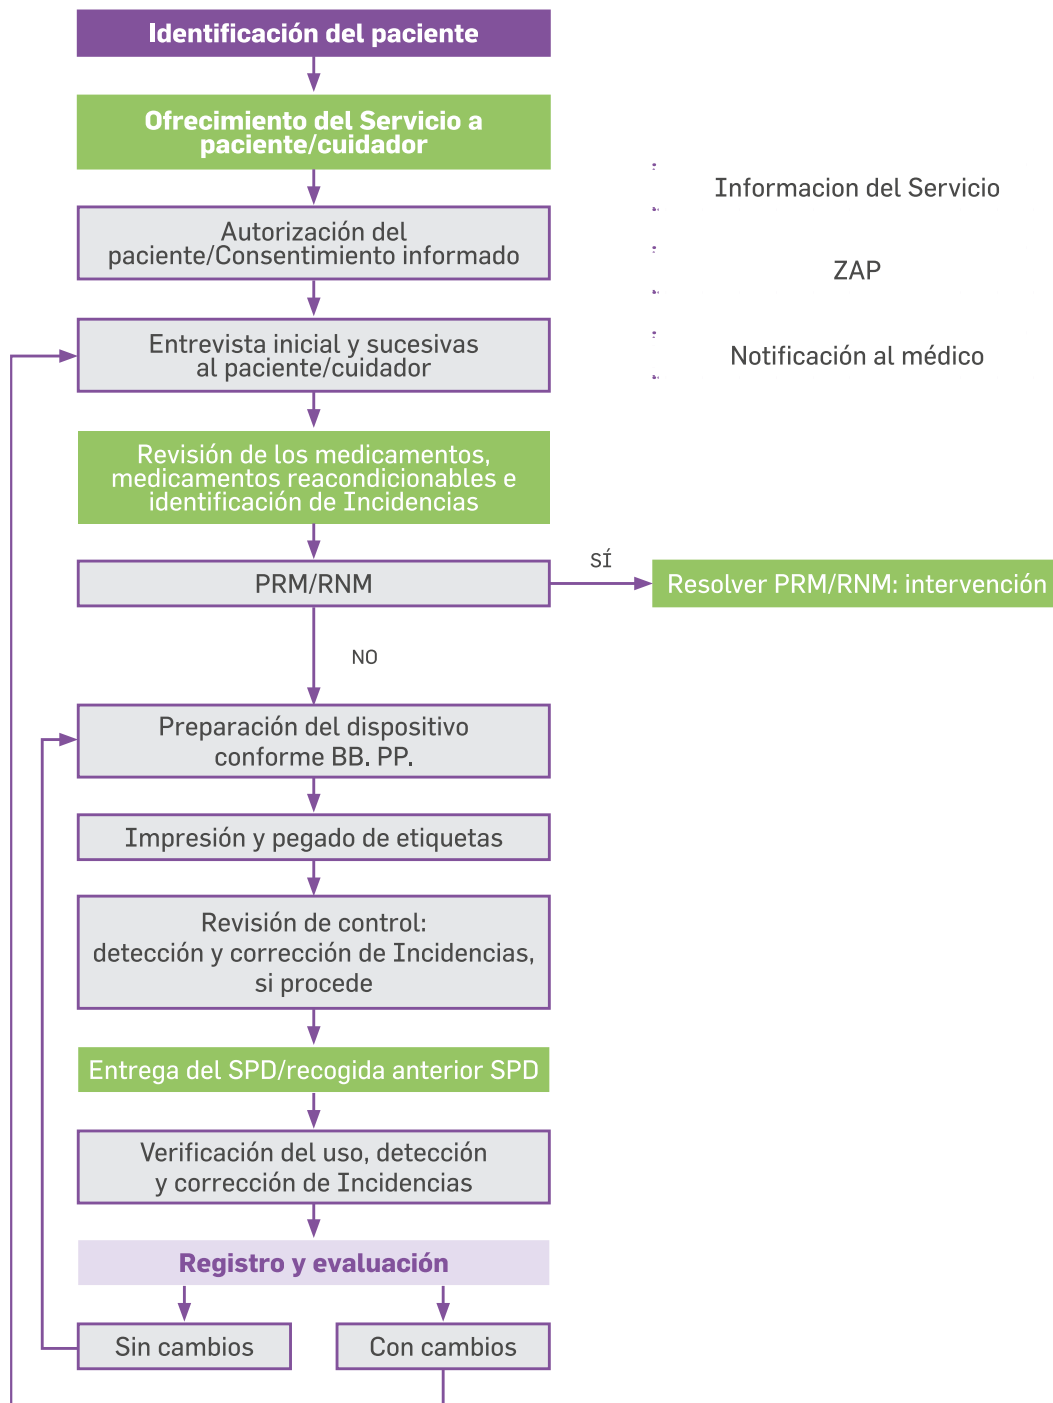 Identificación del paciente
Ofrecimiento del Servicio a
paciente/cuidador
Informacion del Servicio
Autorización del
paciente/Consentimiento informado
ZAP
Entrevista inicial y sucesivas
al paciente/cuidador
Notificación al médico
Revisión de los medicamentos,
medicamentos reacondicionables e
identificación de Incidencias
PRM/RNM
SÍ
Resolver PRM/RNM: intervención
NO
Preparación del dispositivo
conforme BB. PP.
Impresión y pegado de etiquetas
Revisión de control:
detección y corrección de Incidencias,
si procede
Entrega del SPD/recogida anterior SPD
Verificación del uso, detección
y corrección de Incidencias
Registro y evaluación
Sin cambios
Con cambios